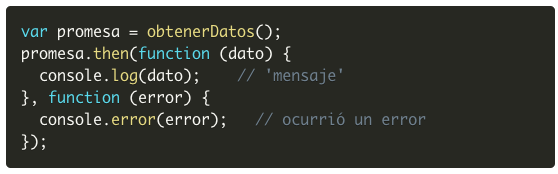 var promesa = obtenerDatos();
promesa.then(function (dato) {
  console.log(dato);    // 'mensaje'
}, function (error) {
  console.error(error);   // ocurrió un error
});